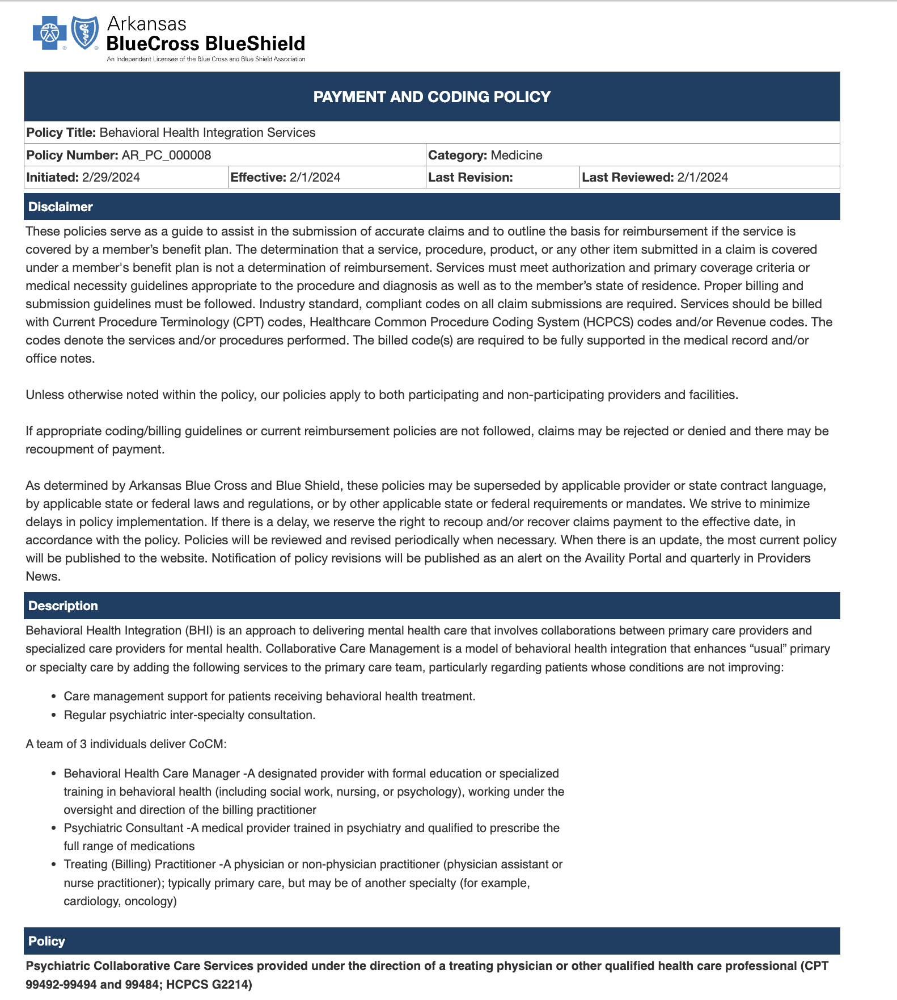 Arkansas
BlueCross BlueShield
An Independent Licensee of the Blue Cross and Blue Shield Association
PAYMENT AND CODING POLICY
Policy Title: Behavioral Health Integration Services
Policy Number: AR_PC_000008 Category: Medicine
Initiated: 2/29/2024 Effective: 2/1/2024 Last Revision: Last Reviewed: 2/1/2024
Disclaimer
These policies serve as a guide to assist in the submission of accurate claims and to outline the basis for reimbursement if the service is
covered by a member’s benefit plan. The determination that a service, procedure, product, or any other item submitted in a claim is covered
under a member's benefit plan is not a determination of reimbursement. Services must meet authorization and primary coverage criteria or
medical necessity guidelines appropriate to the procedure and diagnosis as well as to the member’s state of residence. Proper billing and
submission guidelines must be followed. Industry standard, compliant codes on all claim submissions are required. Services should be billed
with Current Procedure Terminology (CPT) codes, Healthcare Common Procedure Coding System (HCPCS) codes and/or Revenue codes. The
codes denote the services and/or procedures performed. The billed code(s) are required to be fully supported in the medical record and/or
office notes.
Unless otherwise noted within the policy, our policies apply to both participating and non-participating providers and facilities.
If appropriate coding/billing guidelines or current reimbursement policies are not followed, claims may be rejected or denied and there may be
recoupment of payment.
As determined by Arkansas Blue Cross and Blue Shield, these policies may be superseded by applicable provider or state contract language,
by applicable state or federal laws and regulations, or by other applicable state or federal requirements or mandates. We strive to minimize
delays in policy implementation. If there is a delay, we reserve the right to recoup and/or recover claims payment to the effective date, in
accordance with the policy. Policies will be reviewed and revised periodically when necessary. When there is an update, the most current policy
will be published to the website. Notification of policy revisions will be published as an alert on the Availity Portal and quarterly in Providers
News.
Description
Behavioral Health Integration (BHI) is an approach to delivering mental health care that involves collaborations between primary care providers and
specialized care providers for mental health. Collaborative Care Management is a model of behavioral health integration that enhances “usual” primary
or specialty care by adding the following services to the primary care team, particularly regarding patients whose conditions are not improving:
• Care management support for patients receiving behavioral health treatment.
• Regular psychiatric inter-specialty consultation.
A team of 3 individuals deliver CoCM:
• Behavioral Health Care Manager -A designated provider with formal education or specialized
training in behavioral health (including social work, nursing, or psychology), working under the
oversight and direction of the billing practitioner
• Psychiatric Consultant -A medical provider trained in psychiatry and qualified to prescribe the
full range of medications
• Treating (Billing) Practitioner -A physician or non-physician practitioner (physician assistant or
nurse practitioner); typically primary care, but may be of another specialty (for example,
cardiology, oncology)
Policy
Psychiatric Collaborative Care Services provided under the direction of a treating physician or other qualified health care professional (CPT
99492-99494 and 99484; HCPCS G2214)